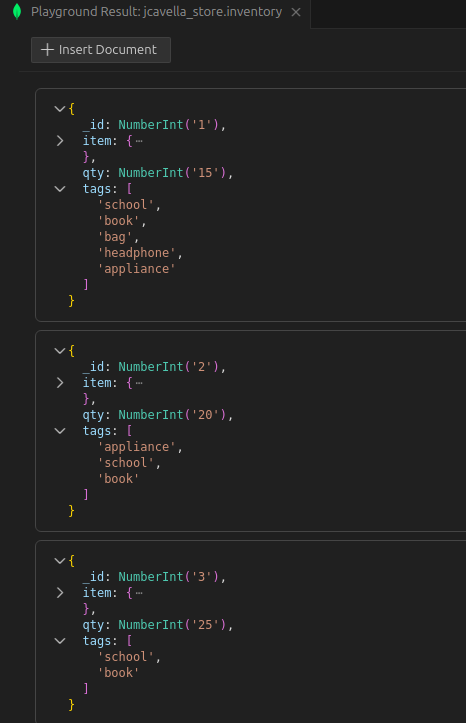 Playground Result: jcavella_store.inventory ×
+ Insert Document
{
_id: NumberInt('1'),
item: {⋯
},
qty: NumberInt('15'),
tags: [
'school',
'book',
'bag',
'headphone',
'appliance'
]
}
{
_id: NumberInt('2'),
item: {⋯
},
qty: NumberInt('20'),
tags: [
'appliance',
'school',
'book'
]
}
{
_id: NumberInt('3'),
item: {⋯
},
qty: NumberInt('25'),
tags: [
'school',
'book'
]
}